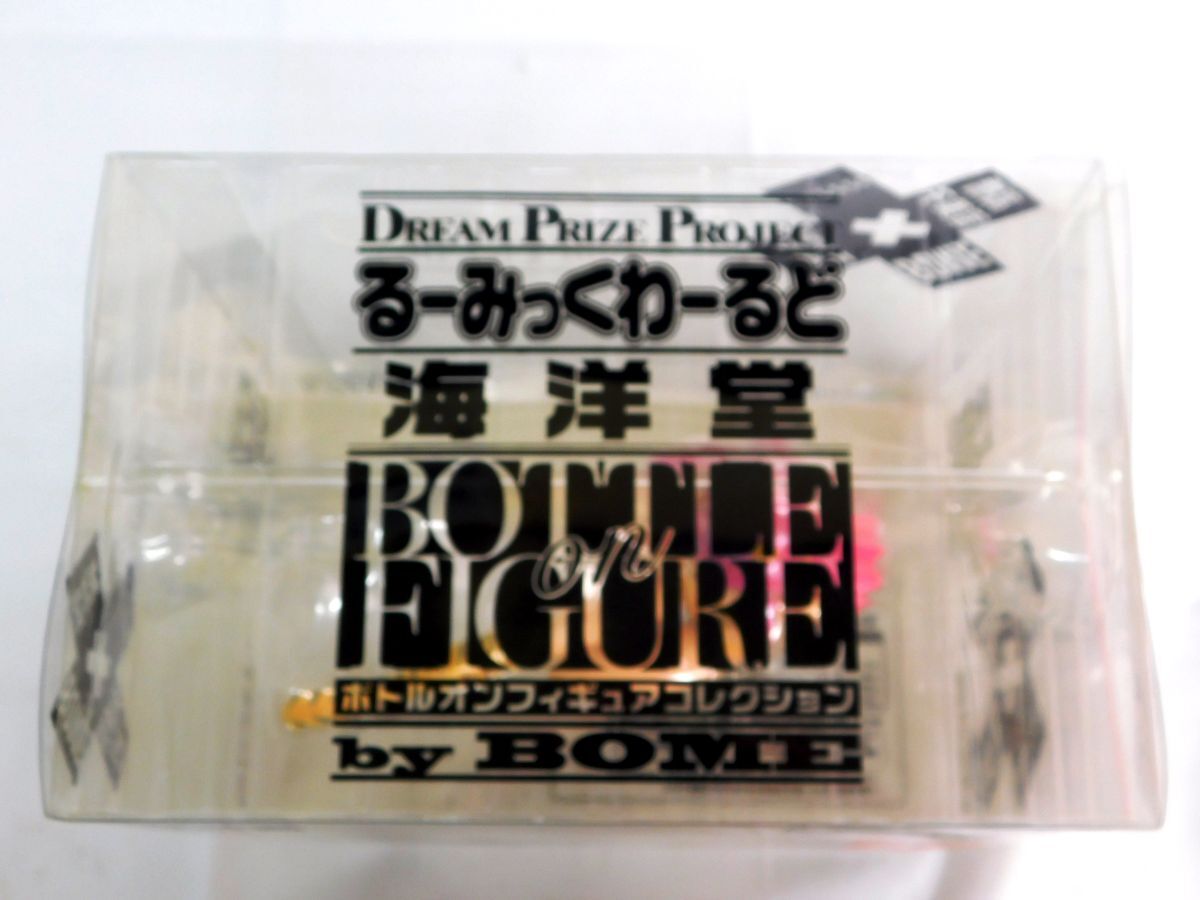 DREAM PRIZE PROJECT
るーみっくわーるど
海洋堂
BOTTLE
on
FIGURE
ボトルオンフィギュアコレクション
by BOME
BOME